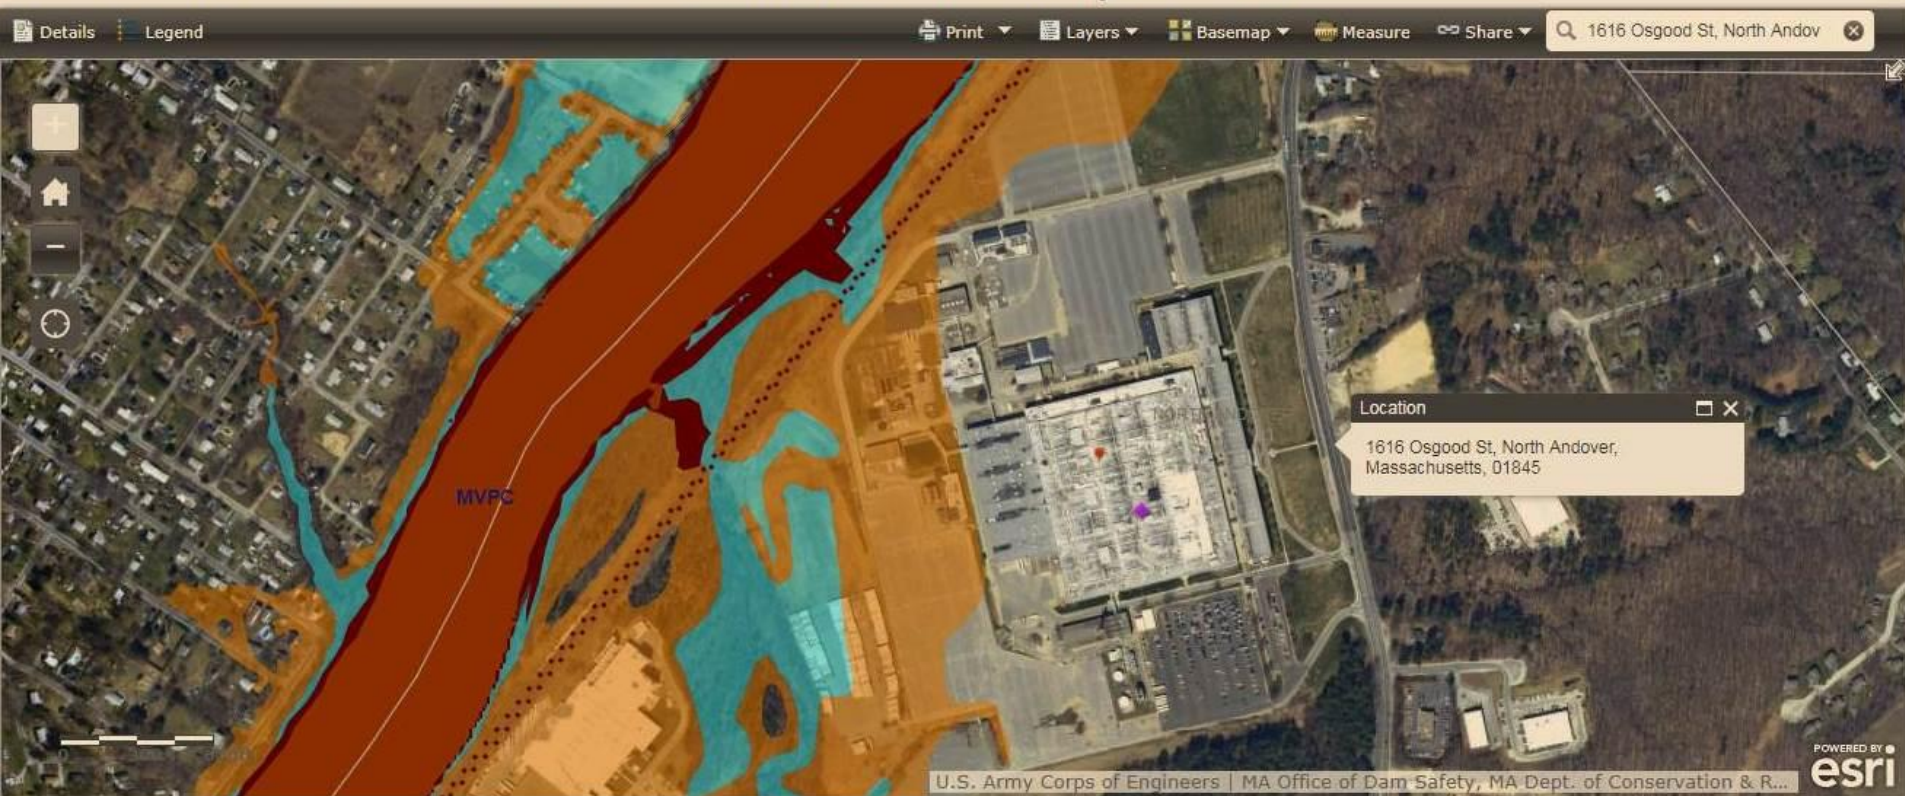 Details
Legend
Print
Layers
Basemap
Measure
Share
1616 Osgood St, North Andov
Location
1616 Osgood St, North Andover,
Massachusetts, 01845
MVPC
POWERED BY
esri
U.S. Army Corps of Engineers | MA Office of Dam Safety, MA Dept. of Conservation & R...